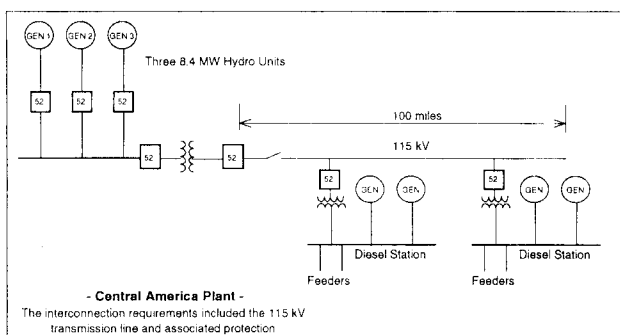 GEN 1 GEN 2 GEN 3
Three 8.4 MW Hydro Units
52 52 52
100 miles
115 kV
52 52
52 52
GEN GEN GEN GEN
Diesel Station Diesel Station
Feeders Feeders
- Central America Plant -
The interconnection requirements included the 115 kV
transmission line and associated protection